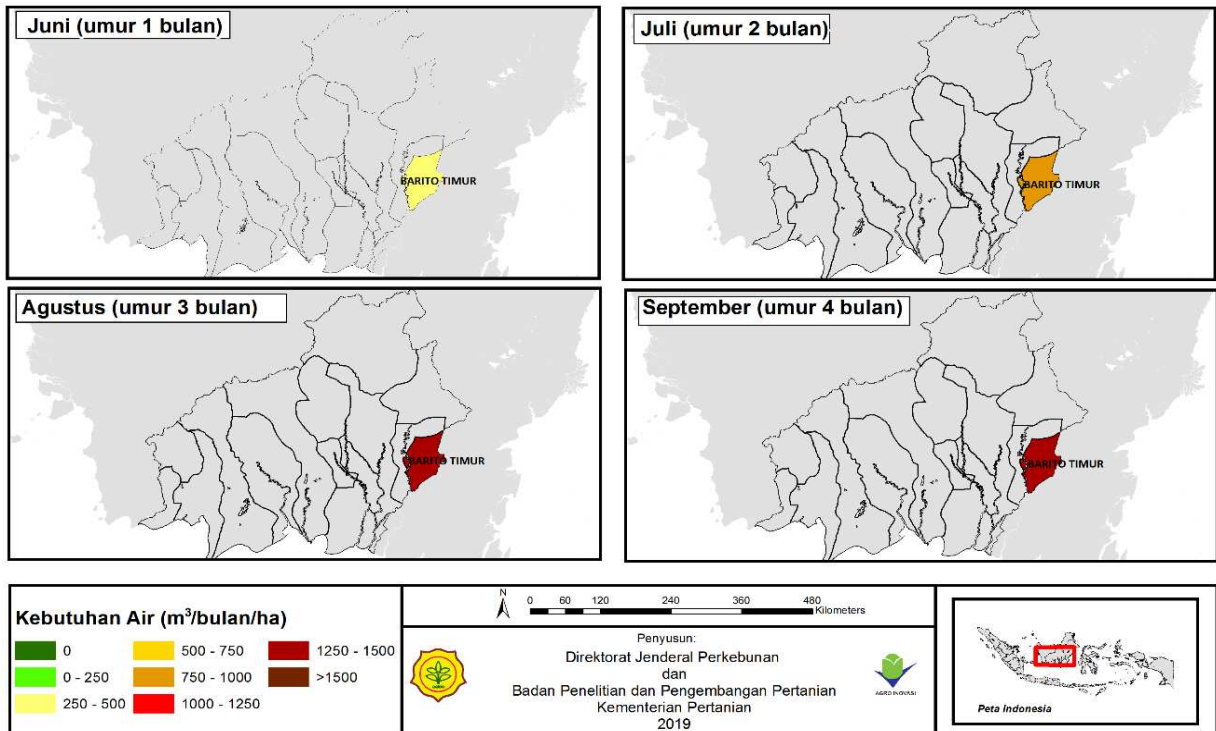 Juni (umur 1 bulan)
BARITO TIMUR
Juli (umur 2 bulan)
BARITO TIMUR
Agustus (umur 3 bulan)
BARITO TIMUR
September (umur 4 bulan)
BARITO TIMUR
Kebutuhan Air (m³/bulan/ha)
0
0 - 250
250 - 500
500 - 750
750 - 1000
1000 - 1250
1250 - 1500
>1500
N
0 60 120 240 360 480
Kilometers
Penyusun:
Direktorat Jenderal Perkebunan
dan
Badan Penelitian dan Pengembangan Pertanian
Kementerian Pertanian
2019
AGRO INOVASI
Peta Indonesia